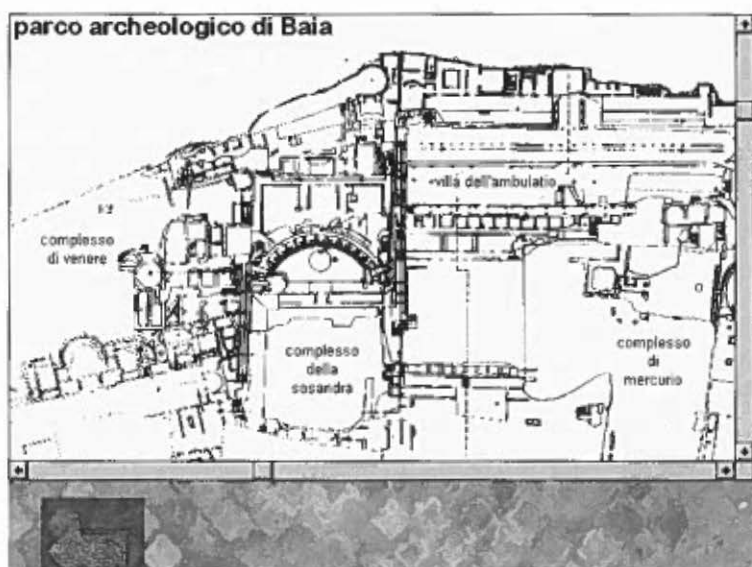 parco archeologico di Baia
villa dell'ambulatio
complesso
di venere
complesso
della
sosandra
complesso
di
mercurio